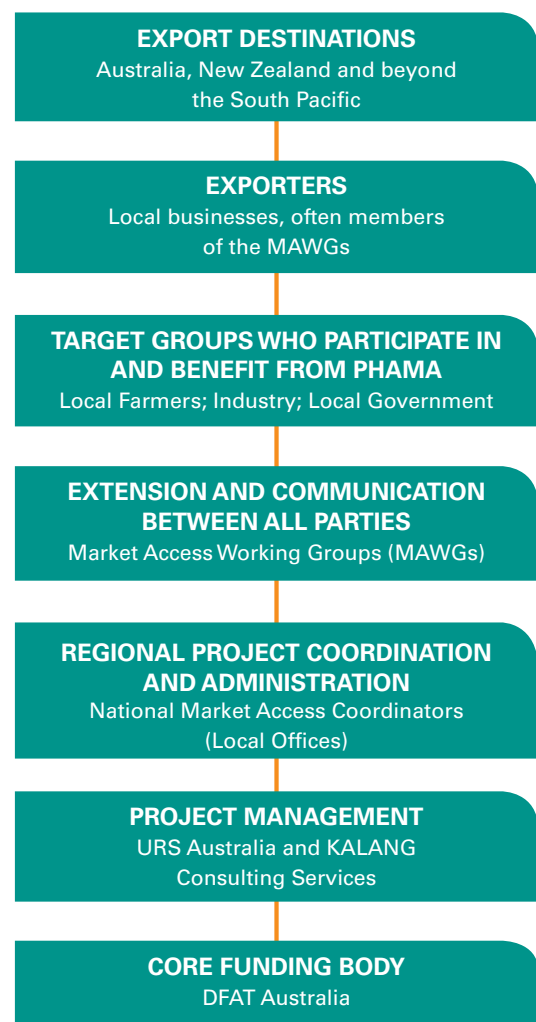 EXPORT DESTINATIONS
Australia, New Zealand and beyond
the South Pacific
EXPORTERS
Local businesses, often members
of the MAWGs
TARGET GROUPS WHO PARTICIPATE IN
AND BENEFIT FROM PHAMA
Local Farmers; Industry; Local Government
EXTENSION AND COMMUNICATION
BETWEEN ALL PARTIES
Market Access Working Groups (MAWGs)
REGIONAL PROJECT COORDINATION
AND ADMINISTRATION
National Market Access Coordinators
(Local Offices)
PROJECT MANAGEMENT
URS Australia and KALANG
Consulting Services
CORE FUNDING BODY
DFAT Australia